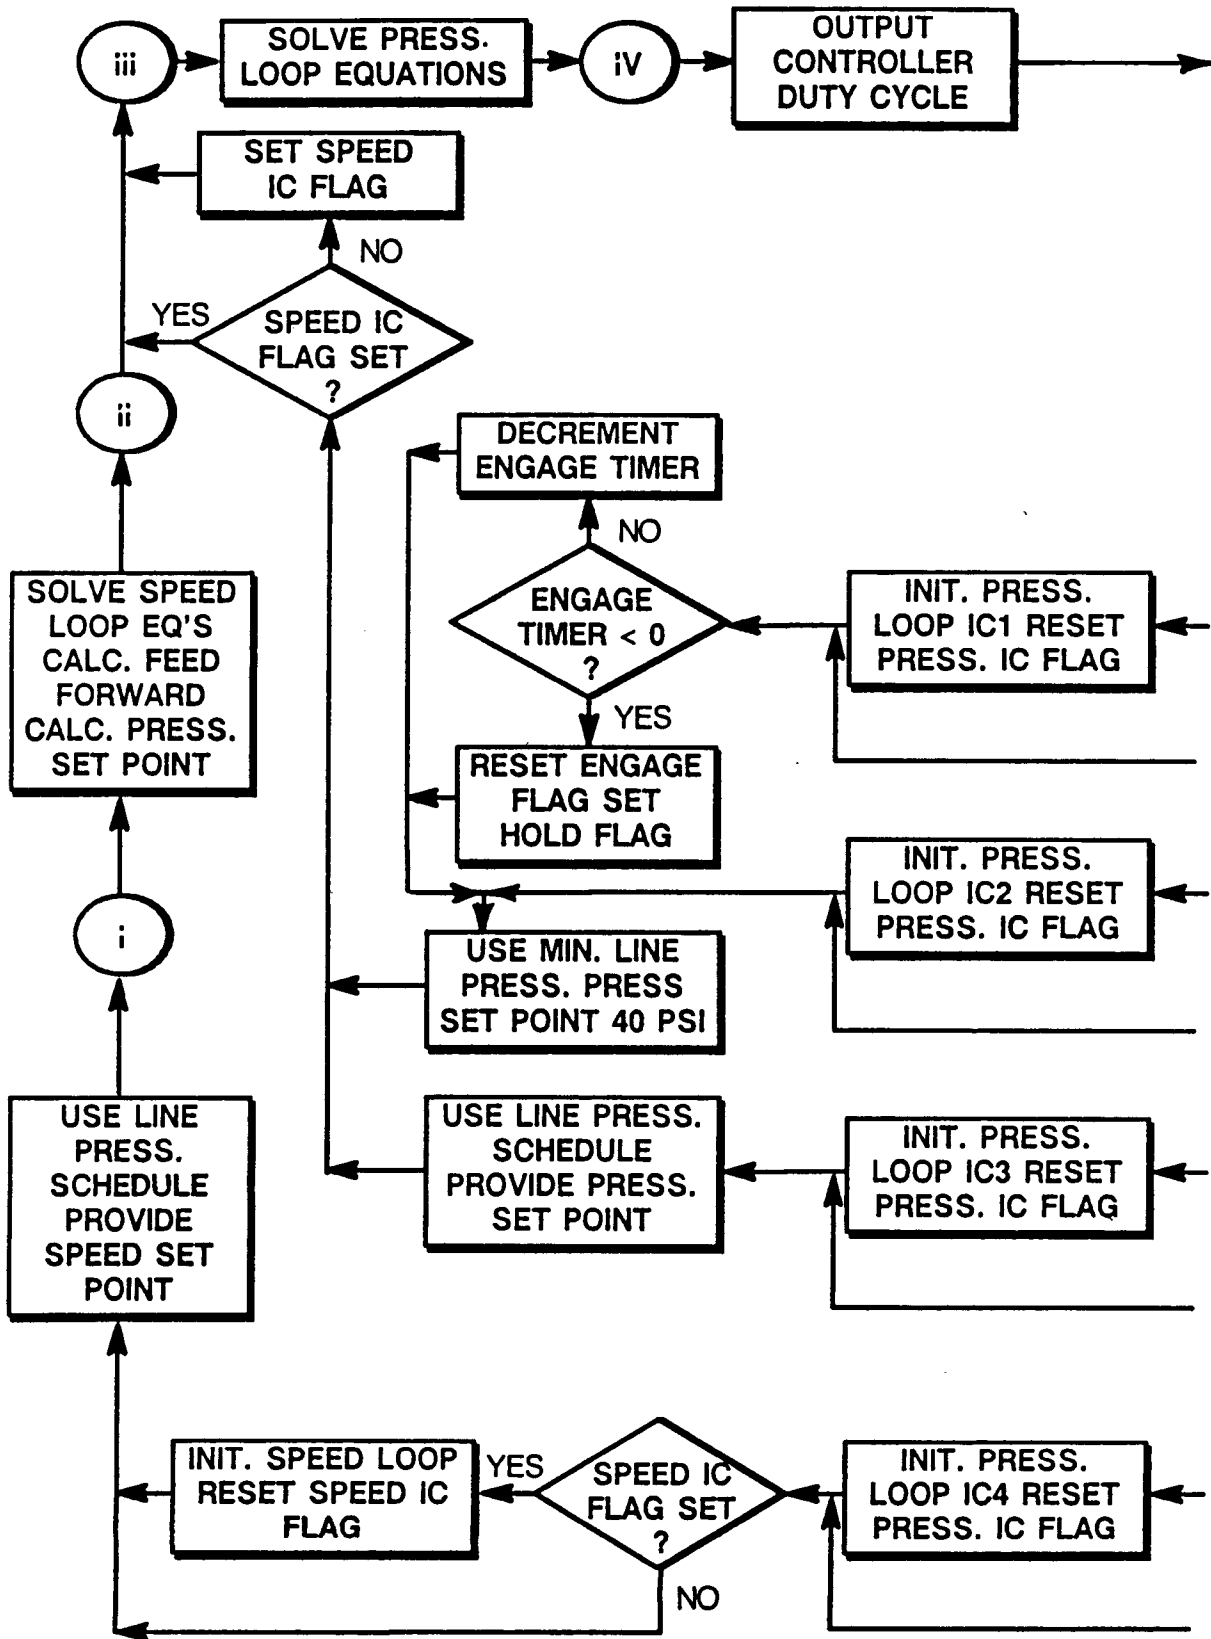 iii
SOLVE PRESS.
LOOP EQUATIONS
iV
OUTPUT
CONTROLLER
DUTY CYCLE
SET SPEED
IC FLAG
NO
YES
SPEED IC
FLAG SET
?
ii
DECREMENT
ENGAGE TIMER
NO
ENGAGE
TIMER < 0
?
YES
INIT. PRESS.
LOOP IC1 RESET
PRESS. IC FLAG
SOLVE SPEED
LOOP EQ'S
CALC. FEED
FORWARD
CALC. PRESS.
SET POINT
RESET ENGAGE
FLAG SET
HOLD FLAG
INIT. PRESS.
LOOP IC2 RESET
PRESS. IC FLAG
i
USE MIN. LINE
PRESS. PRESS
SET POINT 40 PSI
USE LINE
PRESS.
SCHEDULE
PROVIDE
SPEED SET
POINT
USE LINE PRESS.
SCHEDULE
PROVIDE PRESS.
SET POINT
INIT. PRESS.
LOOP IC3 RESET
PRESS. IC FLAG
INIT. SPEED LOOP
RESET SPEED IC
FLAG
YES
SPEED IC
FLAG SET
?
NO
INIT. PRESS.
LOOP IC4 RESET
PRESS. IC FLAG